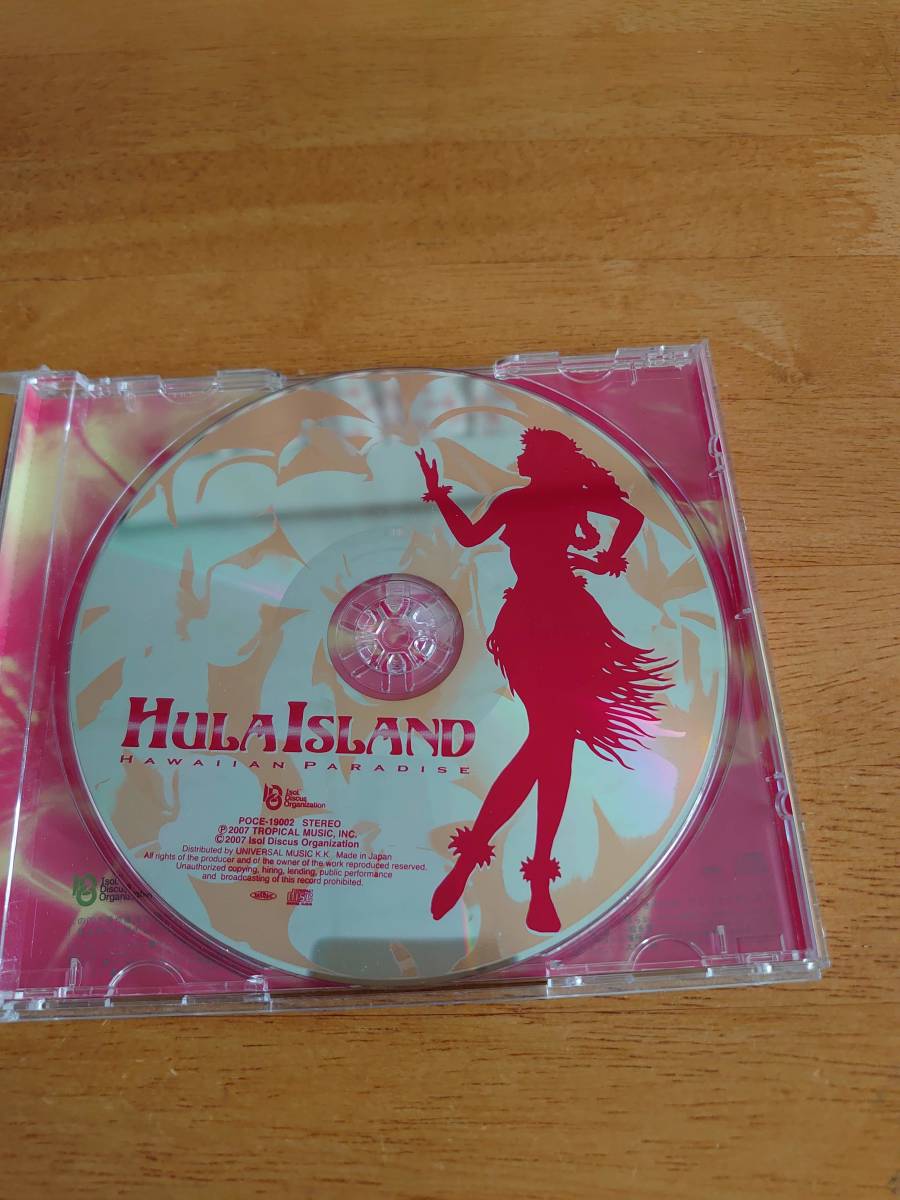 HULA ISLAND
HAWAIIAN PARADISE
Isol
Discus
Organization
POCE-19002 STEREO
Ⓟ2007 TROPICAL MUSIC, INC.
©2007 Isol Discus Organization
Distributed by UNIVERSAL MUSIC K.K. Made in Japan
All rights of the producer and of the owner of the work reproduced reserved.
Unauthorized copying, hiring, lending, public performance
and broadcasting of this record prohibited.
Isol
Discus
Organization